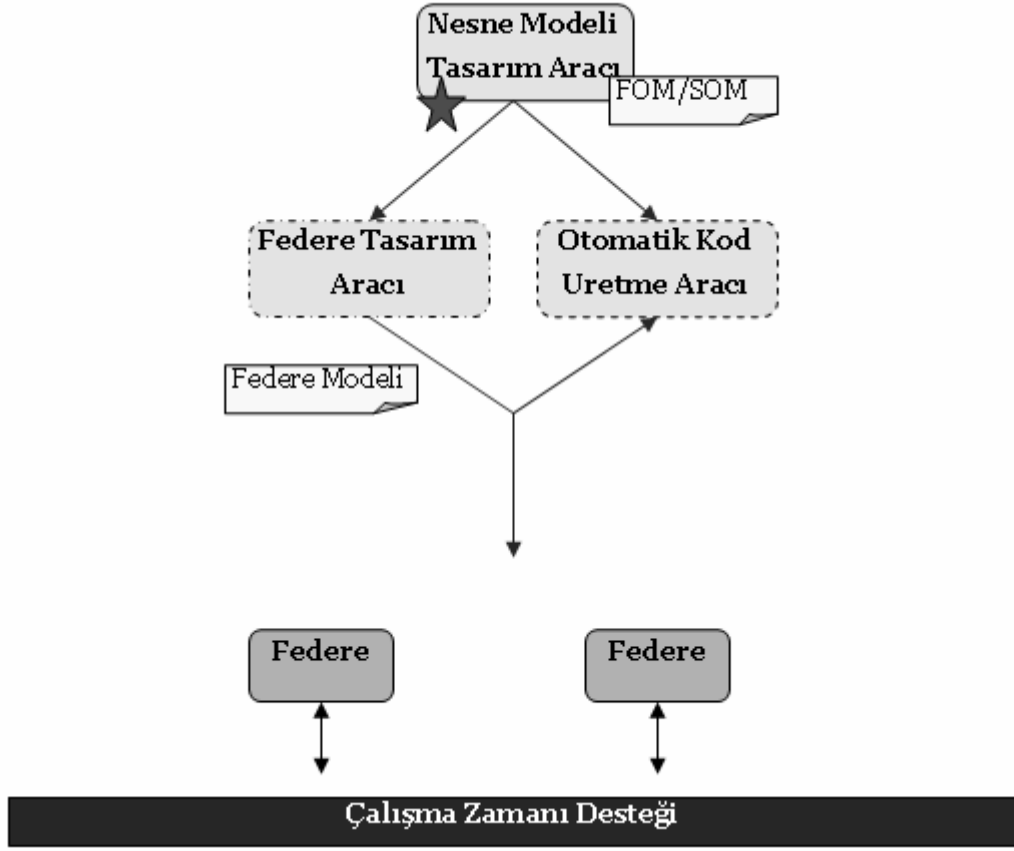 Nesne Modeli
Tasarım Aracı
FOM/SOM
Federe Tasarım
Aracı
Otomatik Kod
Uretme Aracı
Federe Modeli
Federe
Federe
Çalışma Zamanı Desteği